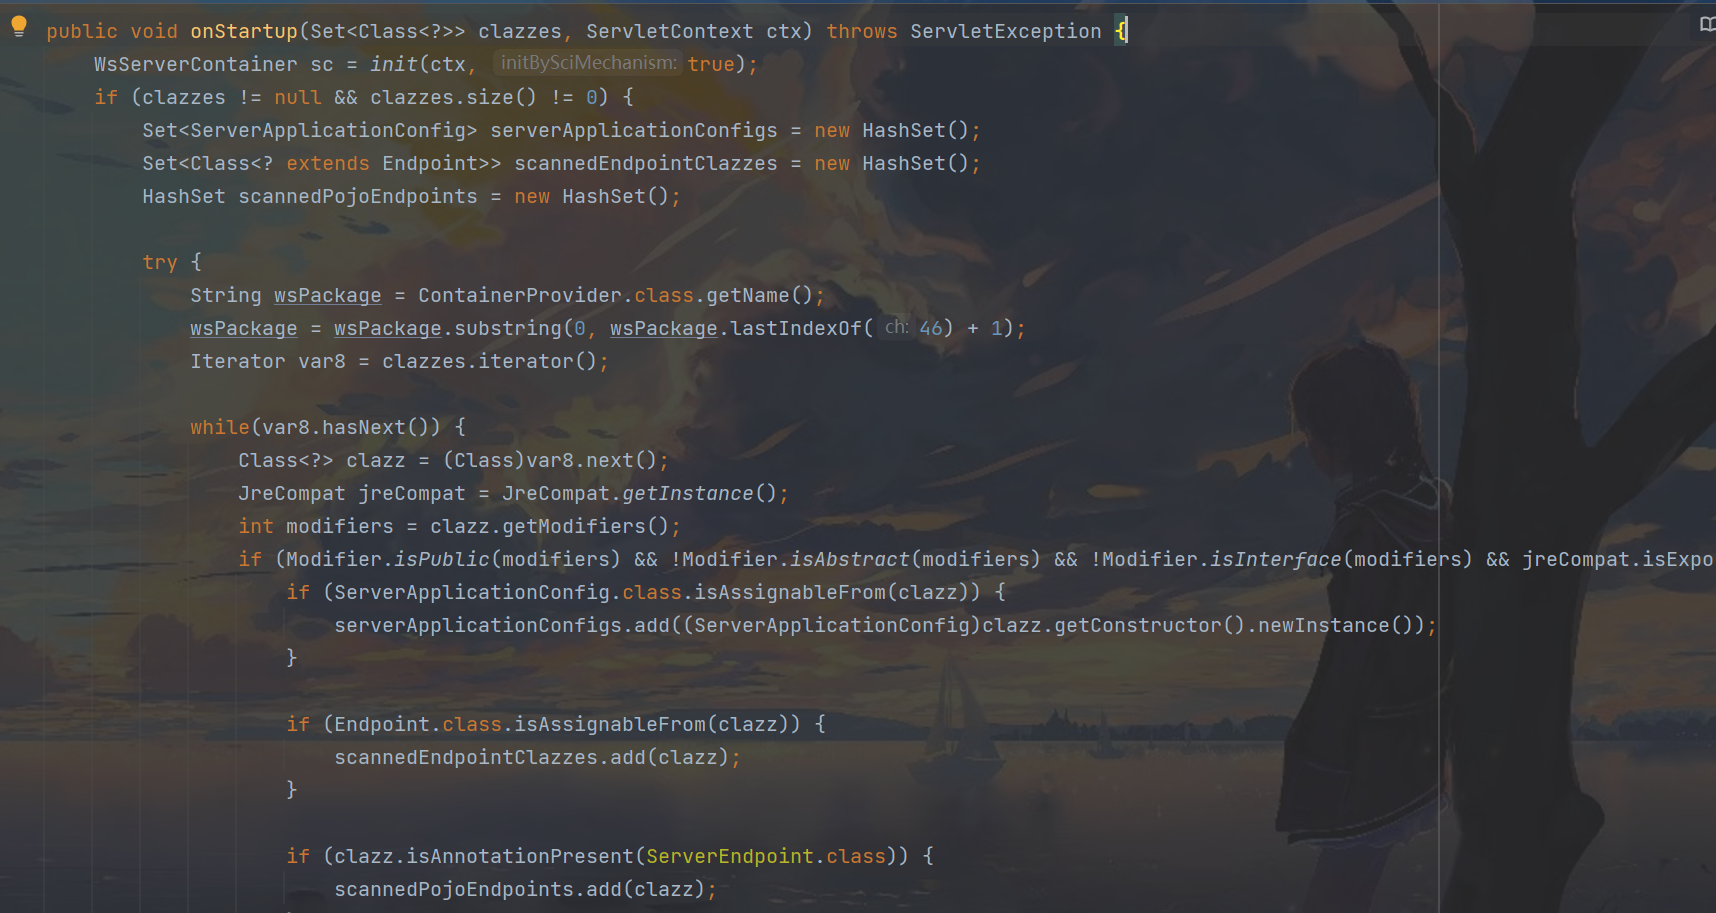 public void onStartup(Set<Class<?>> clazzes, ServletContext ctx) throws ServletException {
WsServerContainer sc = init(ctx, initBySciMechanism: true);
if (clazzes != null && clazzes.size() != 0) {
Set<ServerApplicationConfig> serverApplicationConfigs = new HashSet();
Set<Class<? extends Endpoint>> scannedEndpointClazzes = new HashSet();
HashSet scannedPojoEndpoints = new HashSet();
try {
String wsPackage = ContainerProvider.class.getName();
wsPackage = wsPackage.substring(0, wsPackage.lastIndexOf( ch: 46) + 1);
Iterator var8 = clazzes.iterator();
while(var8.hasNext()) {
Class<?> clazz = (Class)var8.next();
JreCompat jreCompat = JreCompat.getInstance();
int modifiers = clazz.getModifiers();
if (Modifier.isPublic(modifiers) && !Modifier.isAbstract(modifiers) && !Modifier.isInterface(modifiers) && jreCompat.isExpo
if (ServerApplicationConfig.class.isAssignableFrom(clazz)) {
serverApplicationConfigs.add((ServerApplicationConfig)clazz.getConstructor().newInstance());
}
if (Endpoint.class.isAssignableFrom(clazz)) {
scannedEndpointClazzes.add(clazz);
}
if (clazz.isAnnotationPresent(ServerEndpoint.class)) {
scannedPojoEndpoints.add(clazz);